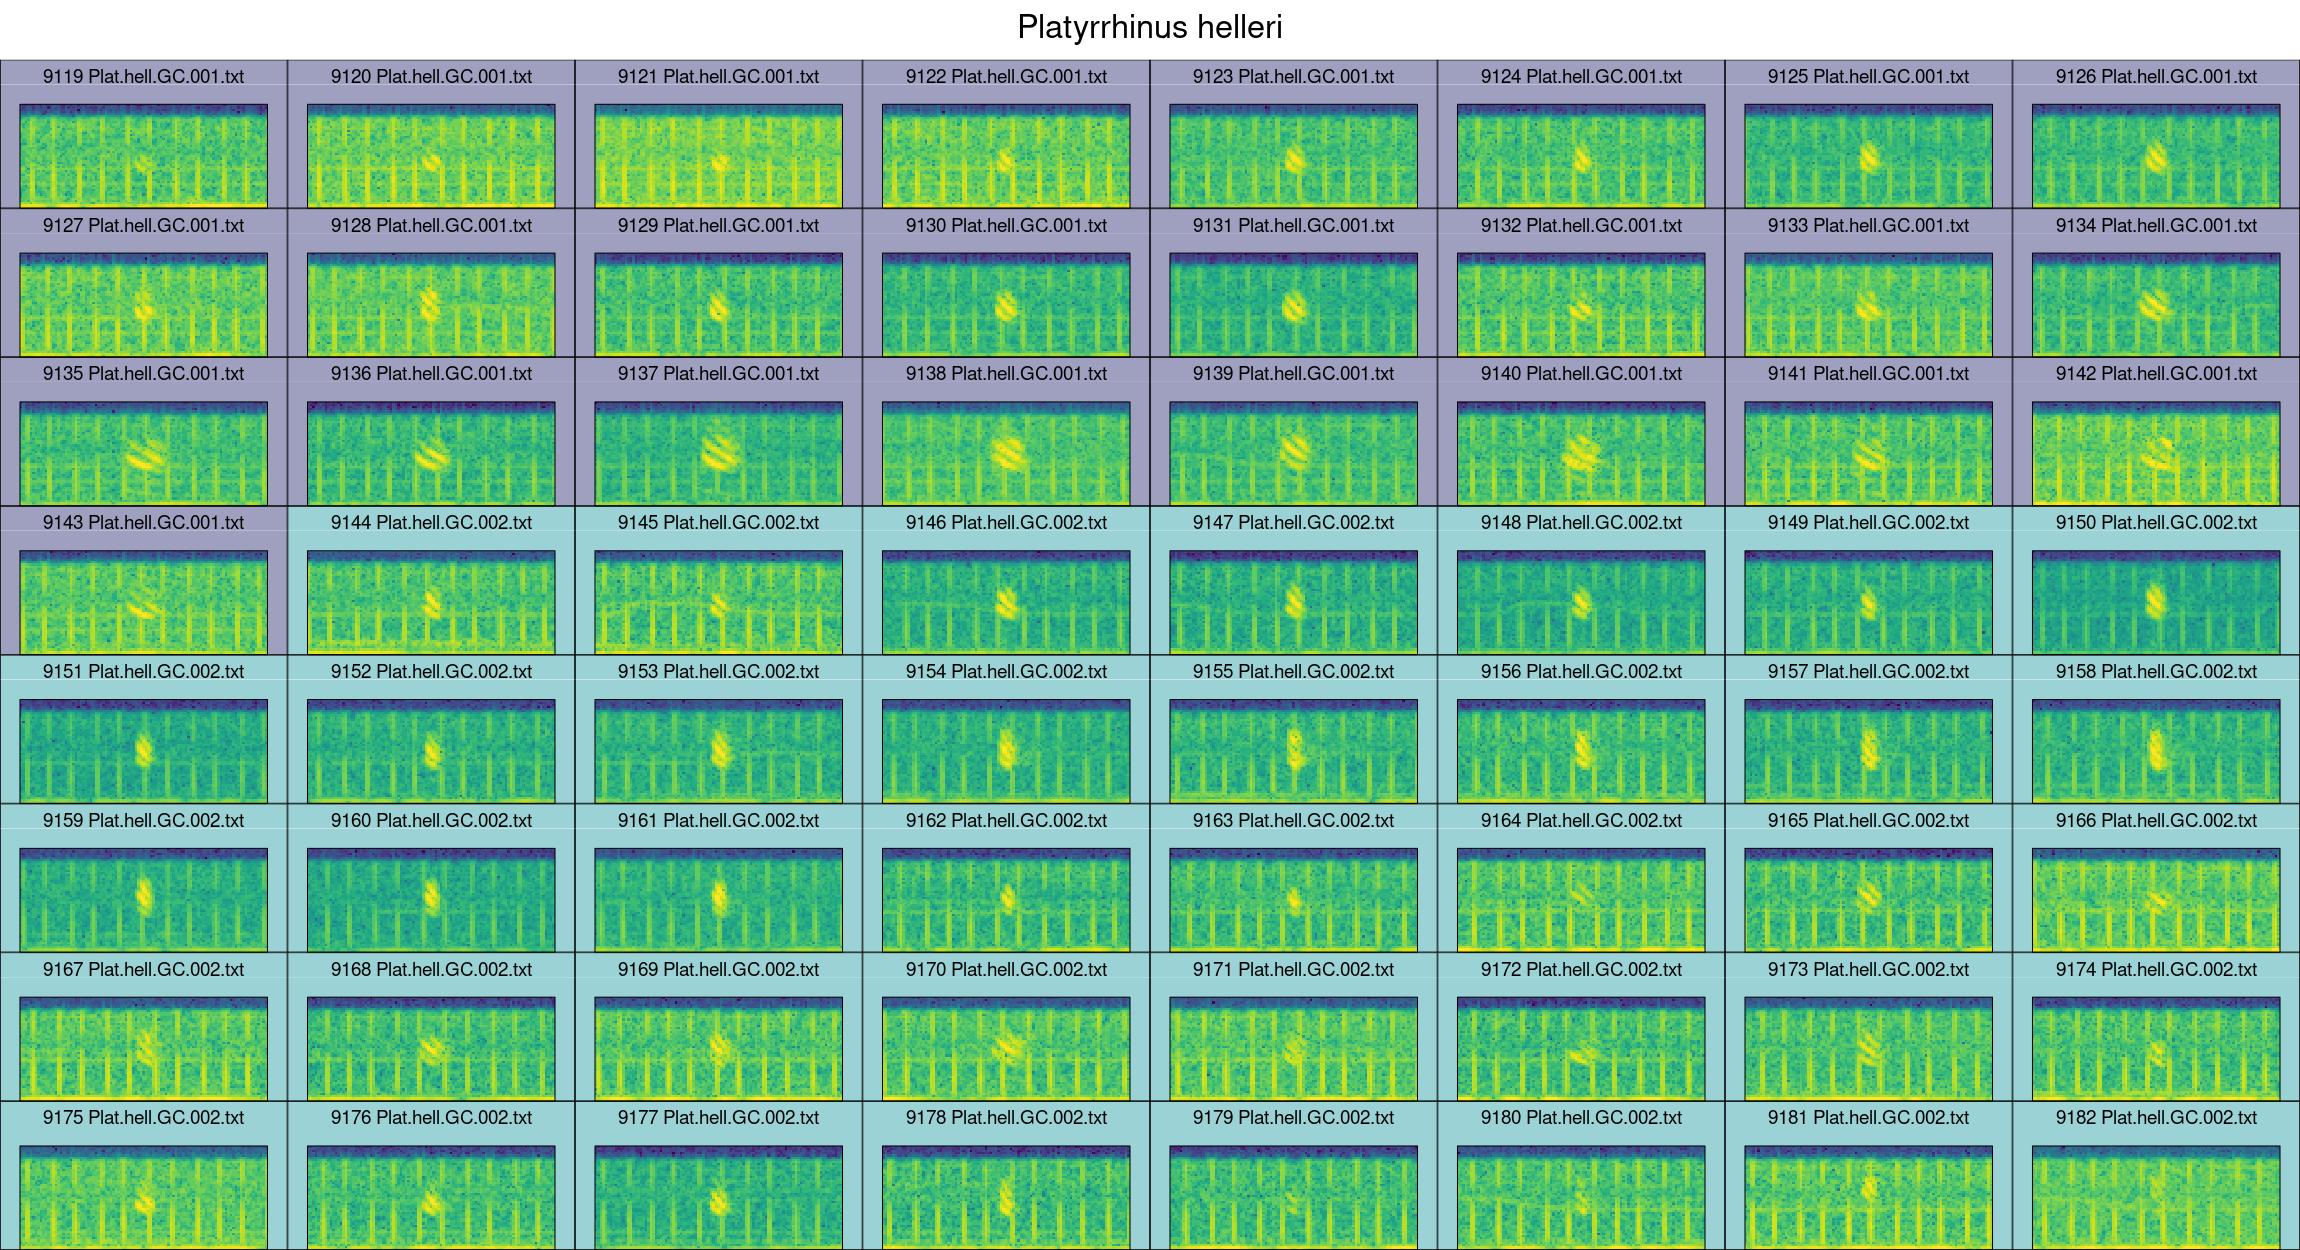 Platyrrhinus helleri
9119 Plat.hell.GC.001.txt 9120 Plat.hell.GC.001.txt 9121 Plat.hell.GC.001.txt 9122 Plat.hell.GC.001.txt 9123 Plat.hell.GC.001.txt 9124 Plat.hell.GC.001.txt 9125 Plat.hell.GC.001.txt 9126 Plat.hell.GC.001.txt
9127 Plat.hell.GC.001.txt 9128 Plat.hell.GC.001.txt 9129 Plat.hell.GC.001.txt 9130 Plat.hell.GC.001.txt 9131 Plat.hell.GC.001.txt 9132 Plat.hell.GC.001.txt 9133 Plat.hell.GC.001.txt 9134 Plat.hell.GC.001.txt
9135 Plat.hell.GC.001.txt 9136 Plat.hell.GC.001.txt 9137 Plat.hell.GC.001.txt 9138 Plat.hell.GC.001.txt 9139 Plat.hell.GC.001.txt 9140 Plat.hell.GC.001.txt 9141 Plat.hell.GC.001.txt 9142 Plat.hell.GC.001.txt
9143 Plat.hell.GC.001.txt 9144 Plat.hell.GC.002.txt 9145 Plat.hell.GC.002.txt 9146 Plat.hell.GC.002.txt 9147 Plat.hell.GC.002.txt 9148 Plat.hell.GC.002.txt 9149 Plat.hell.GC.002.txt 9150 Plat.hell.GC.002.txt
9151 Plat.hell.GC.002.txt 9152 Plat.hell.GC.002.txt 9153 Plat.hell.GC.002.txt 9154 Plat.hell.GC.002.txt 9155 Plat.hell.GC.002.txt 9156 Plat.hell.GC.002.txt 9157 Plat.hell.GC.002.txt 9158 Plat.hell.GC.002.txt
9159 Plat.hell.GC.002.txt 9160 Plat.hell.GC.002.txt 9161 Plat.hell.GC.002.txt 9162 Plat.hell.GC.002.txt 9163 Plat.hell.GC.002.txt 9164 Plat.hell.GC.002.txt 9165 Plat.hell.GC.002.txt 9166 Plat.hell.GC.002.txt
9167 Plat.hell.GC.002.txt 9168 Plat.hell.GC.002.txt 9169 Plat.hell.GC.002.txt 9170 Plat.hell.GC.002.txt 9171 Plat.hell.GC.002.txt 9172 Plat.hell.GC.002.txt 9173 Plat.hell.GC.002.txt 9174 Plat.hell.GC.002.txt
9175 Plat.hell.GC.002.txt 9176 Plat.hell.GC.002.txt 9177 Plat.hell.GC.002.txt 9178 Plat.hell.GC.002.txt 9179 Plat.hell.GC.002.txt 9180 Plat.hell.GC.002.txt 9181 Plat.hell.GC.002.txt 9182 Plat.hell.GC.002.txt